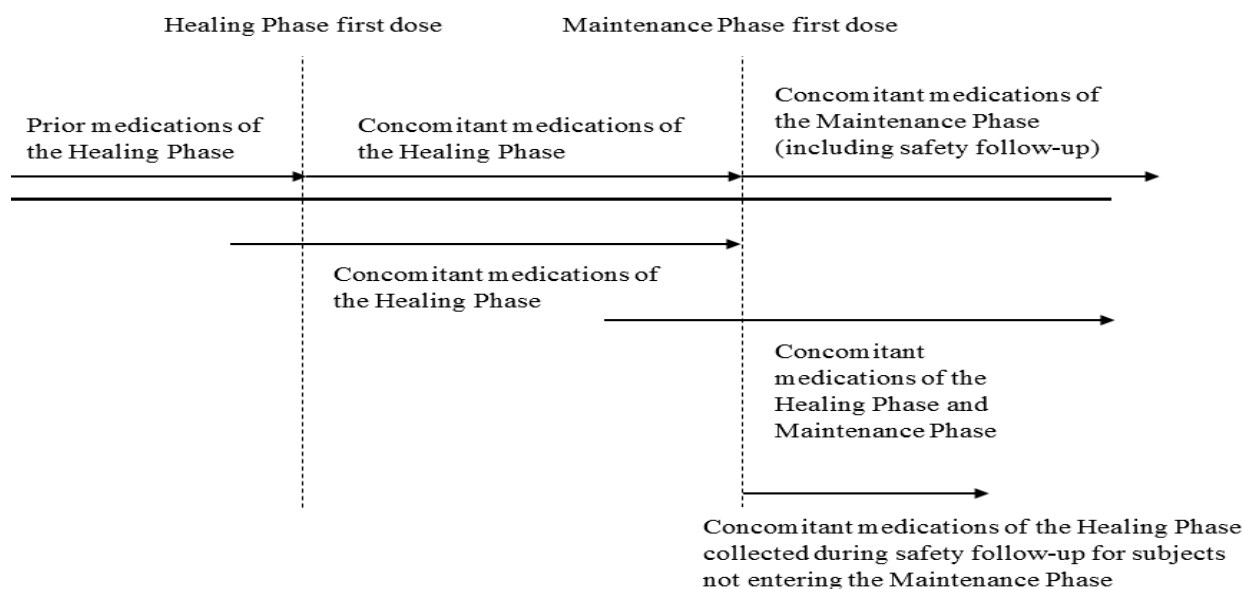 Healing Phase first dose
Maintenance Phase first dose
Prior medications of
the Healing Phase
Concomitant medications of
the Healing Phase
Concomitant medications of
the Maintenance Phase
(including safety follow-up)
Concomitant medications of
the Healing Phase
Concomitant
medications of the
Healing Phase and
Maintenance Phase
Concomitant medications of the Healing Phase
collected during safety follow-up for subjects
not entering the Maintenance Phase